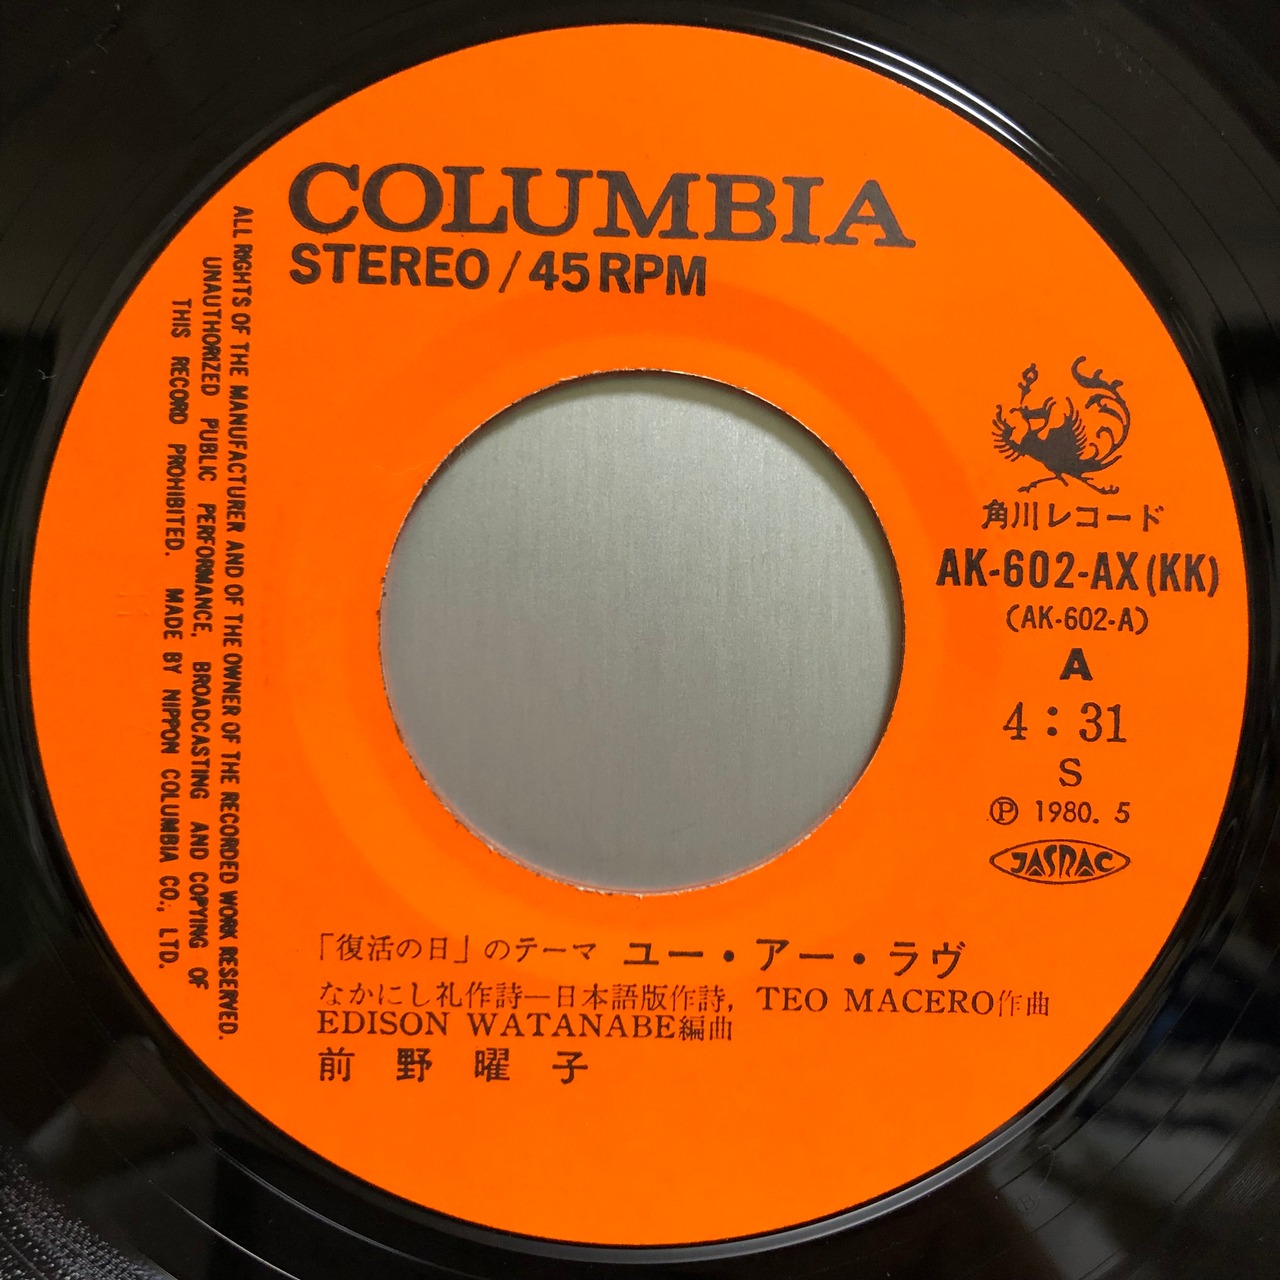 COLUMBIA
STEREO / 45 RPM
ALL RIGHTS OF THE MANUFACTURER AND OF THE OWNER OF THE RECORDED WORK RESERVED.
UNAUTHORIZED PUBLIC PERFORMANCE, BROADCASTING AND COPYING OF
THIS RECORD PROHIBITED. MADE BY NIPPON COLUMBIA CO., LTD.
角川レコード
AK-602-AX (KK)
(AK-602-A)
A
4:31
S
Ⓟ 1980. 5
JASRAC
「復活の日」のテーマ ユー・アー・ラヴ
なかにし礼作詩—日本語版作詩, TEO MACERO作曲
EDISON WATANABE編曲
前野曜子